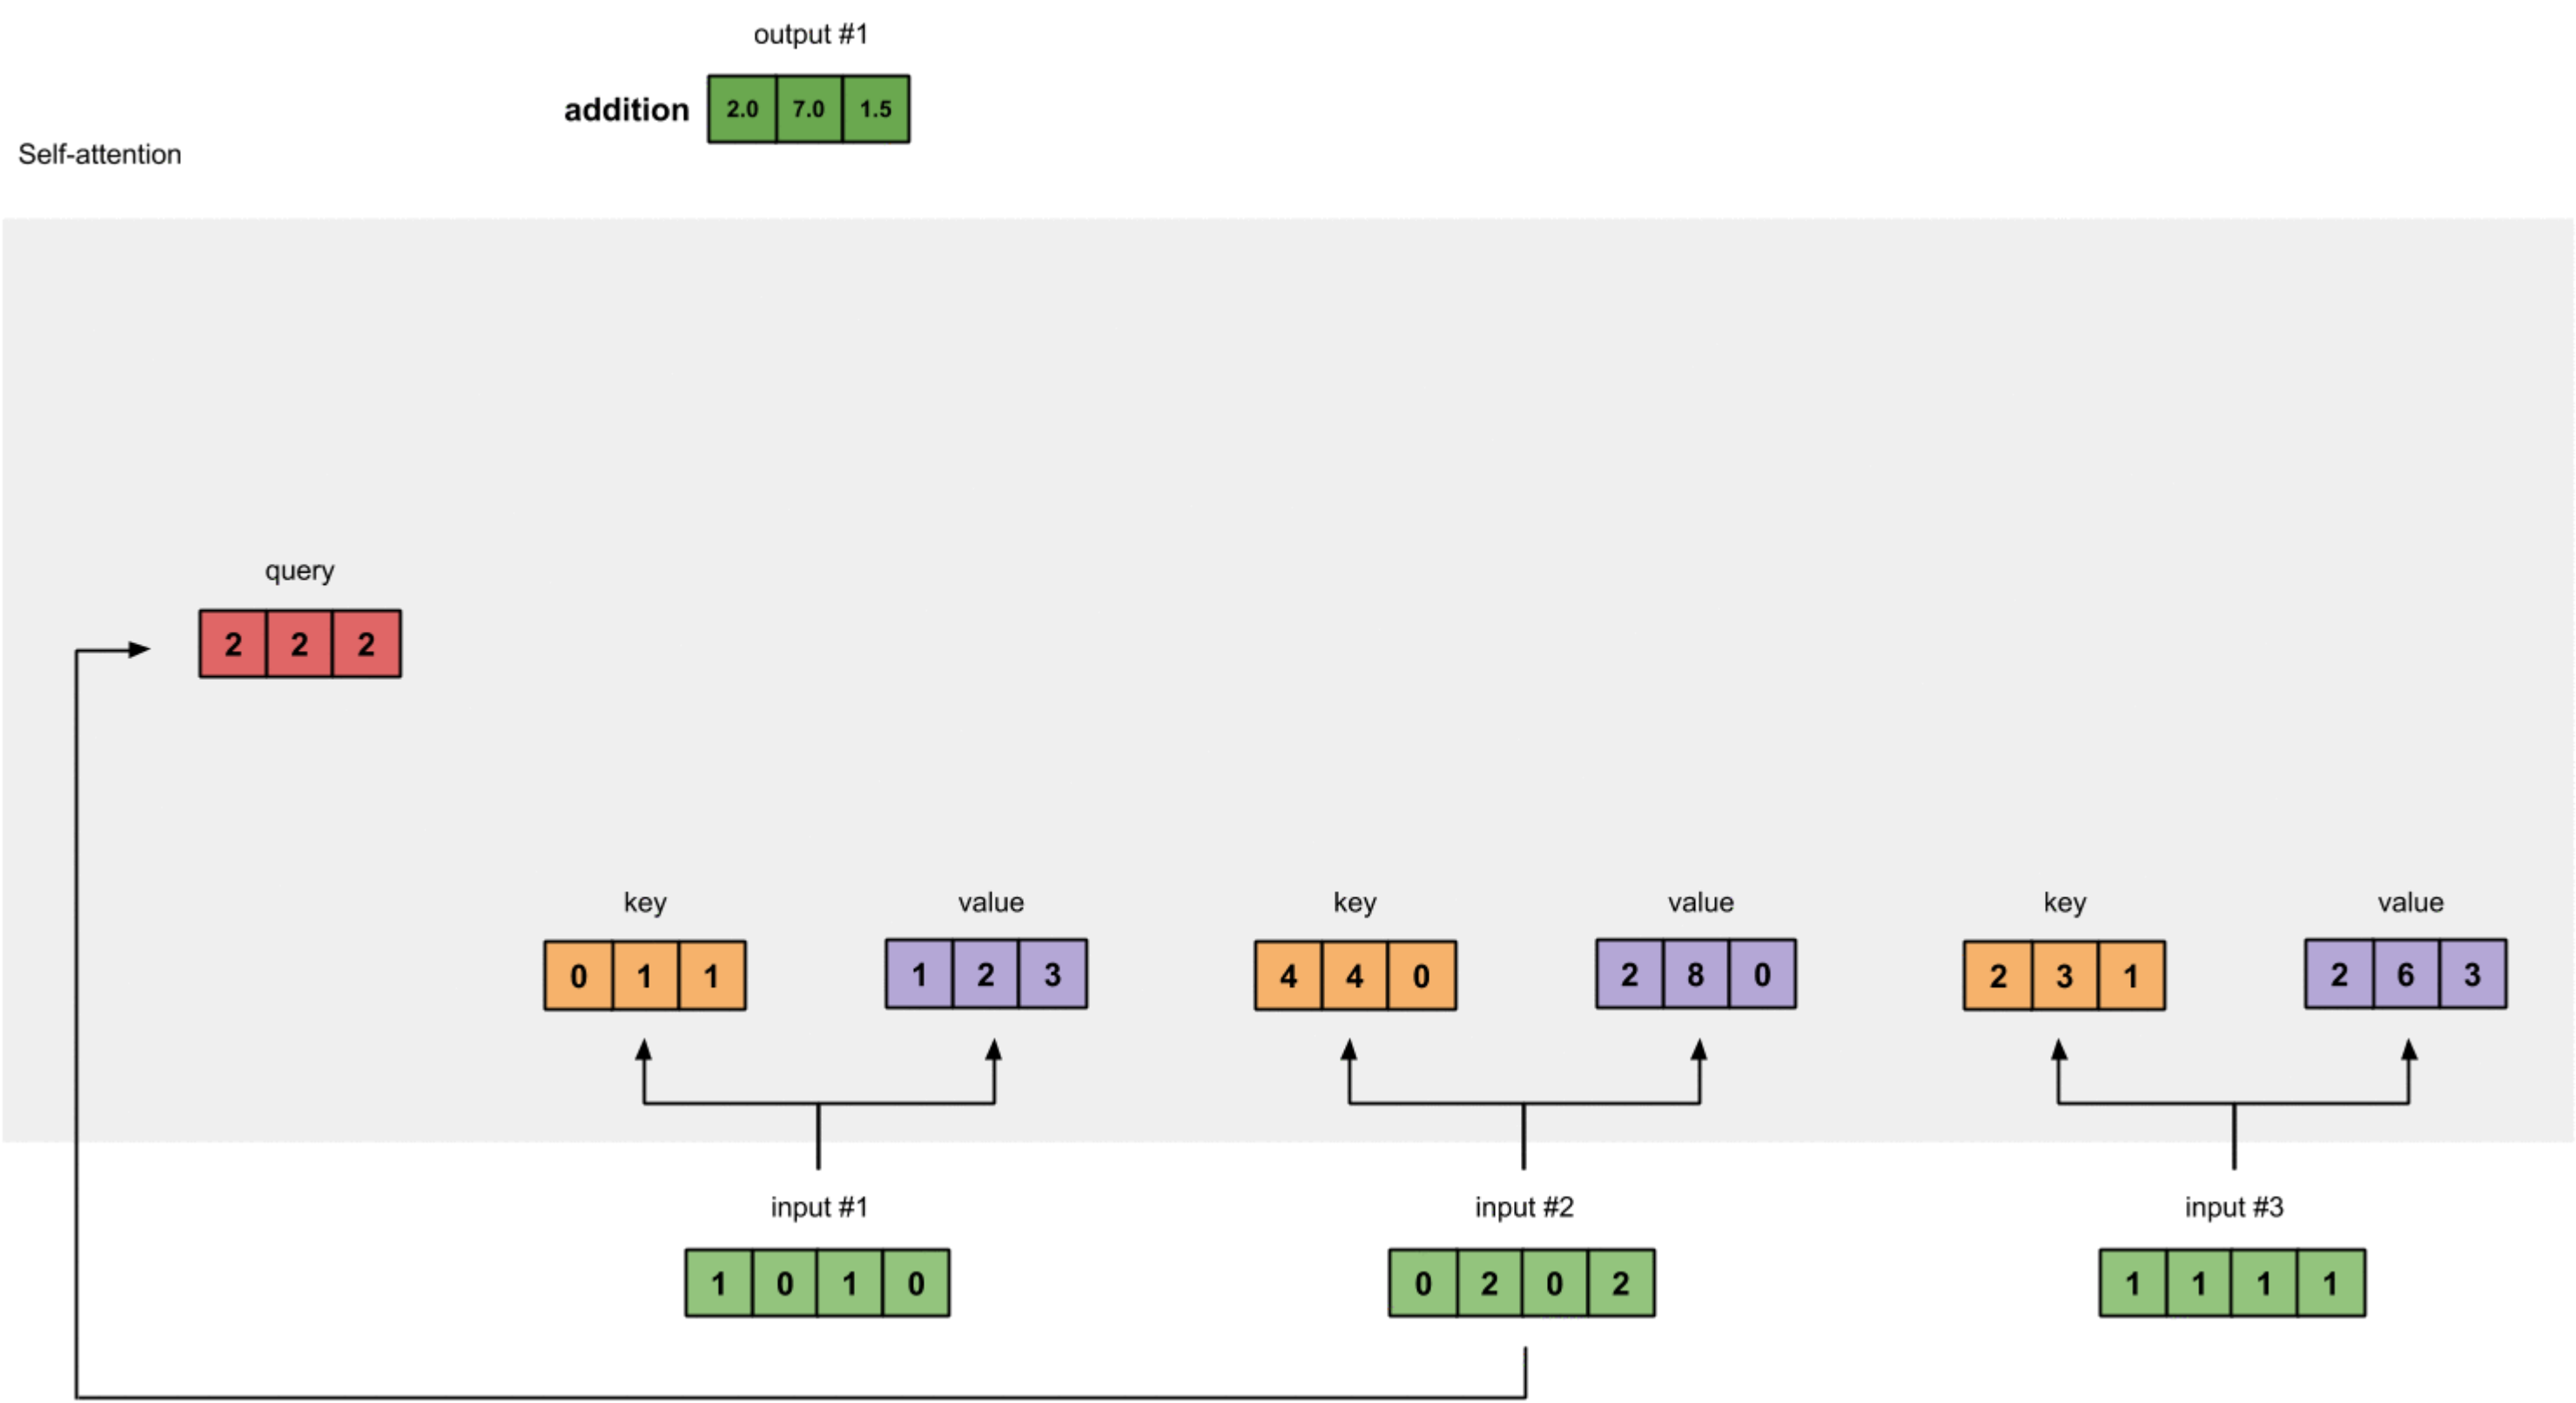 output #1
addition 2.0 7.0 1.5
Self-attention
query
2 2 2
key value key value key value
0 1 1 1 2 3 4 4 0 2 8 0 2 3 1 2 6 3
input #1 input #2 input #3
1 0 1 0 0 2 0 2 1 1 1 1